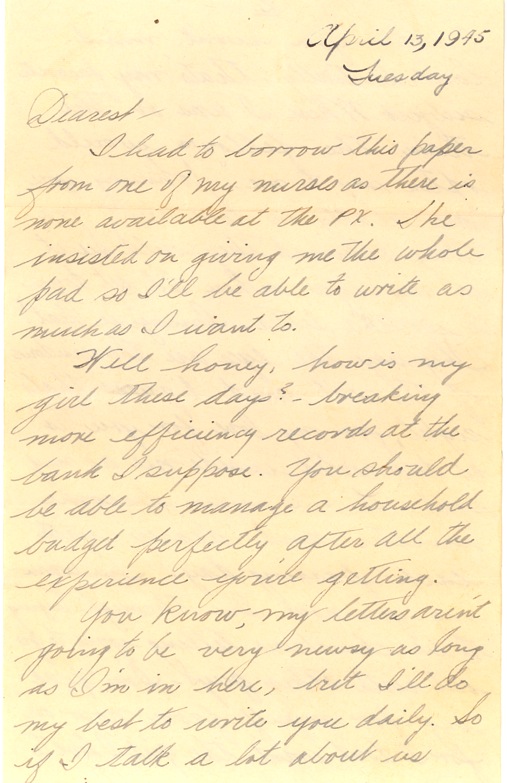 April 13, 1945
Tuesday
Dearest -
I had to borrow this paper
from one of my nurses as there is
none available at the PX. She
insisted on giving me the whole
pad so I'll be able to write as
much as I want to.
Well honey, how is my
girl these days? - breaking
more efficiency records at the
bank I suppose. You should
be able to manage a household
budget perfectly after all the
experience you're getting.
You know, my letters aren't
going to be very newsy as long
as I'm in here, but I'll do
my best to write you daily. So
if I talk a lot about us